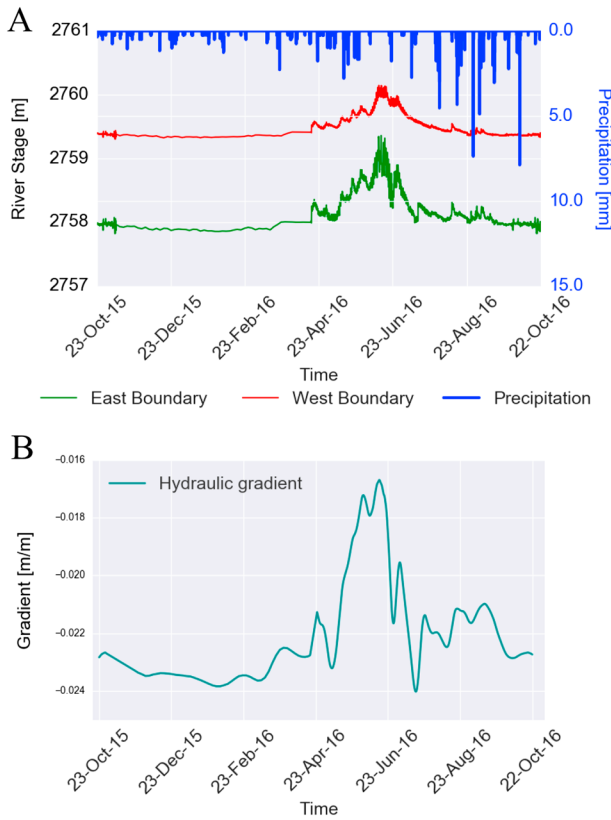 A
2761
2760
2759
2758
2757
River Stage [m]
0.0
5.0
10.0
15.0
Precipitation [mm]
23-Oct-15
23-Dec-15
23-Feb-16
23-Apr-16
23-Jun-16
23-Aug-16
22-Oct-16
Time
East Boundary West Boundary Precipitation
B
−0.016
−0.018
−0.020
−0.022
−0.024
Gradient [m/m]
Hydraulic gradient
23-Oct-15
23-Dec-15
23-Feb-16
23-Apr-16
23-Jun-16
23-Aug-16
22-Oct-16
Time